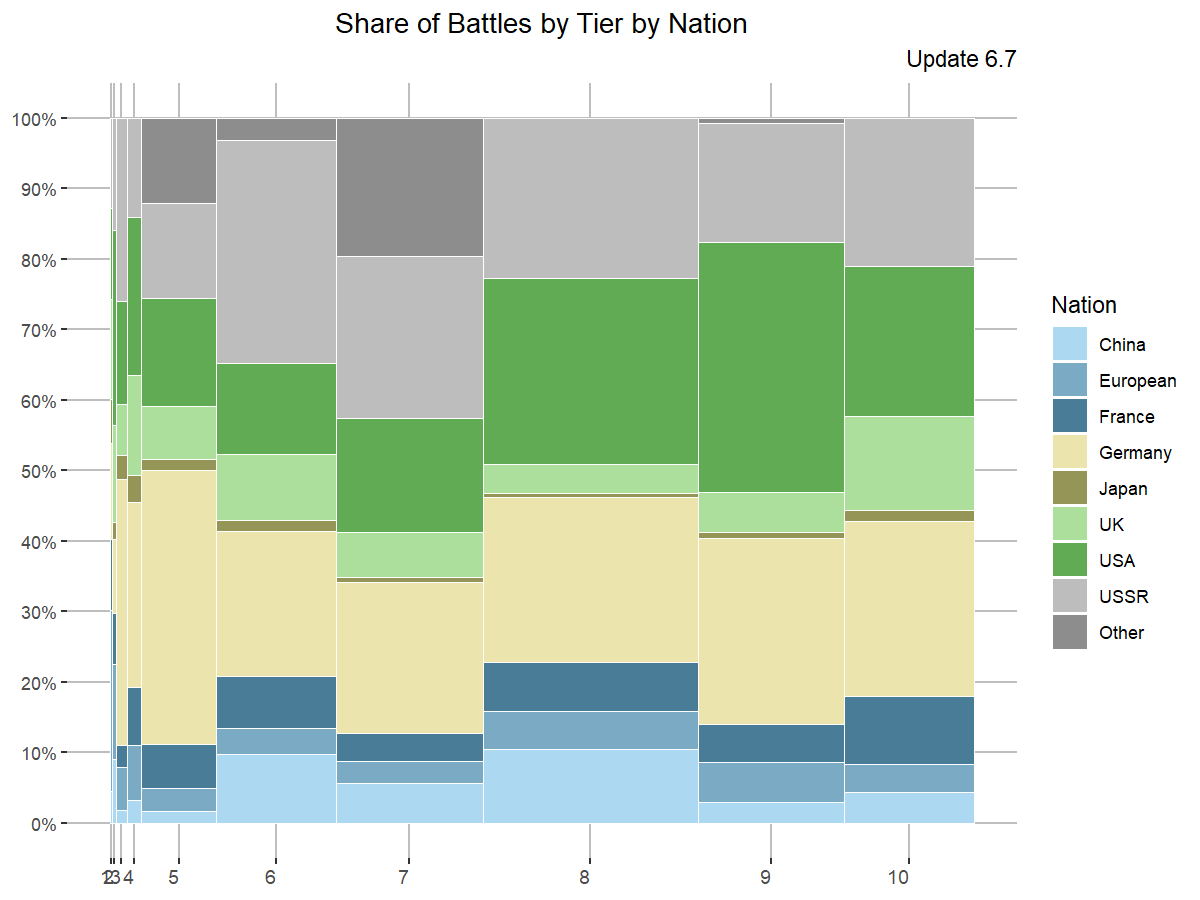 Share of Battles by Tier by Nation
Update 6.7
100%
90%
80%
70%
60%
50%
40%
30%
20%
10%
0%
1 2 3 4 5 6 7 8 9 10
Nation
China
European
France
Germany
Japan
UK
USA
USSR
Other